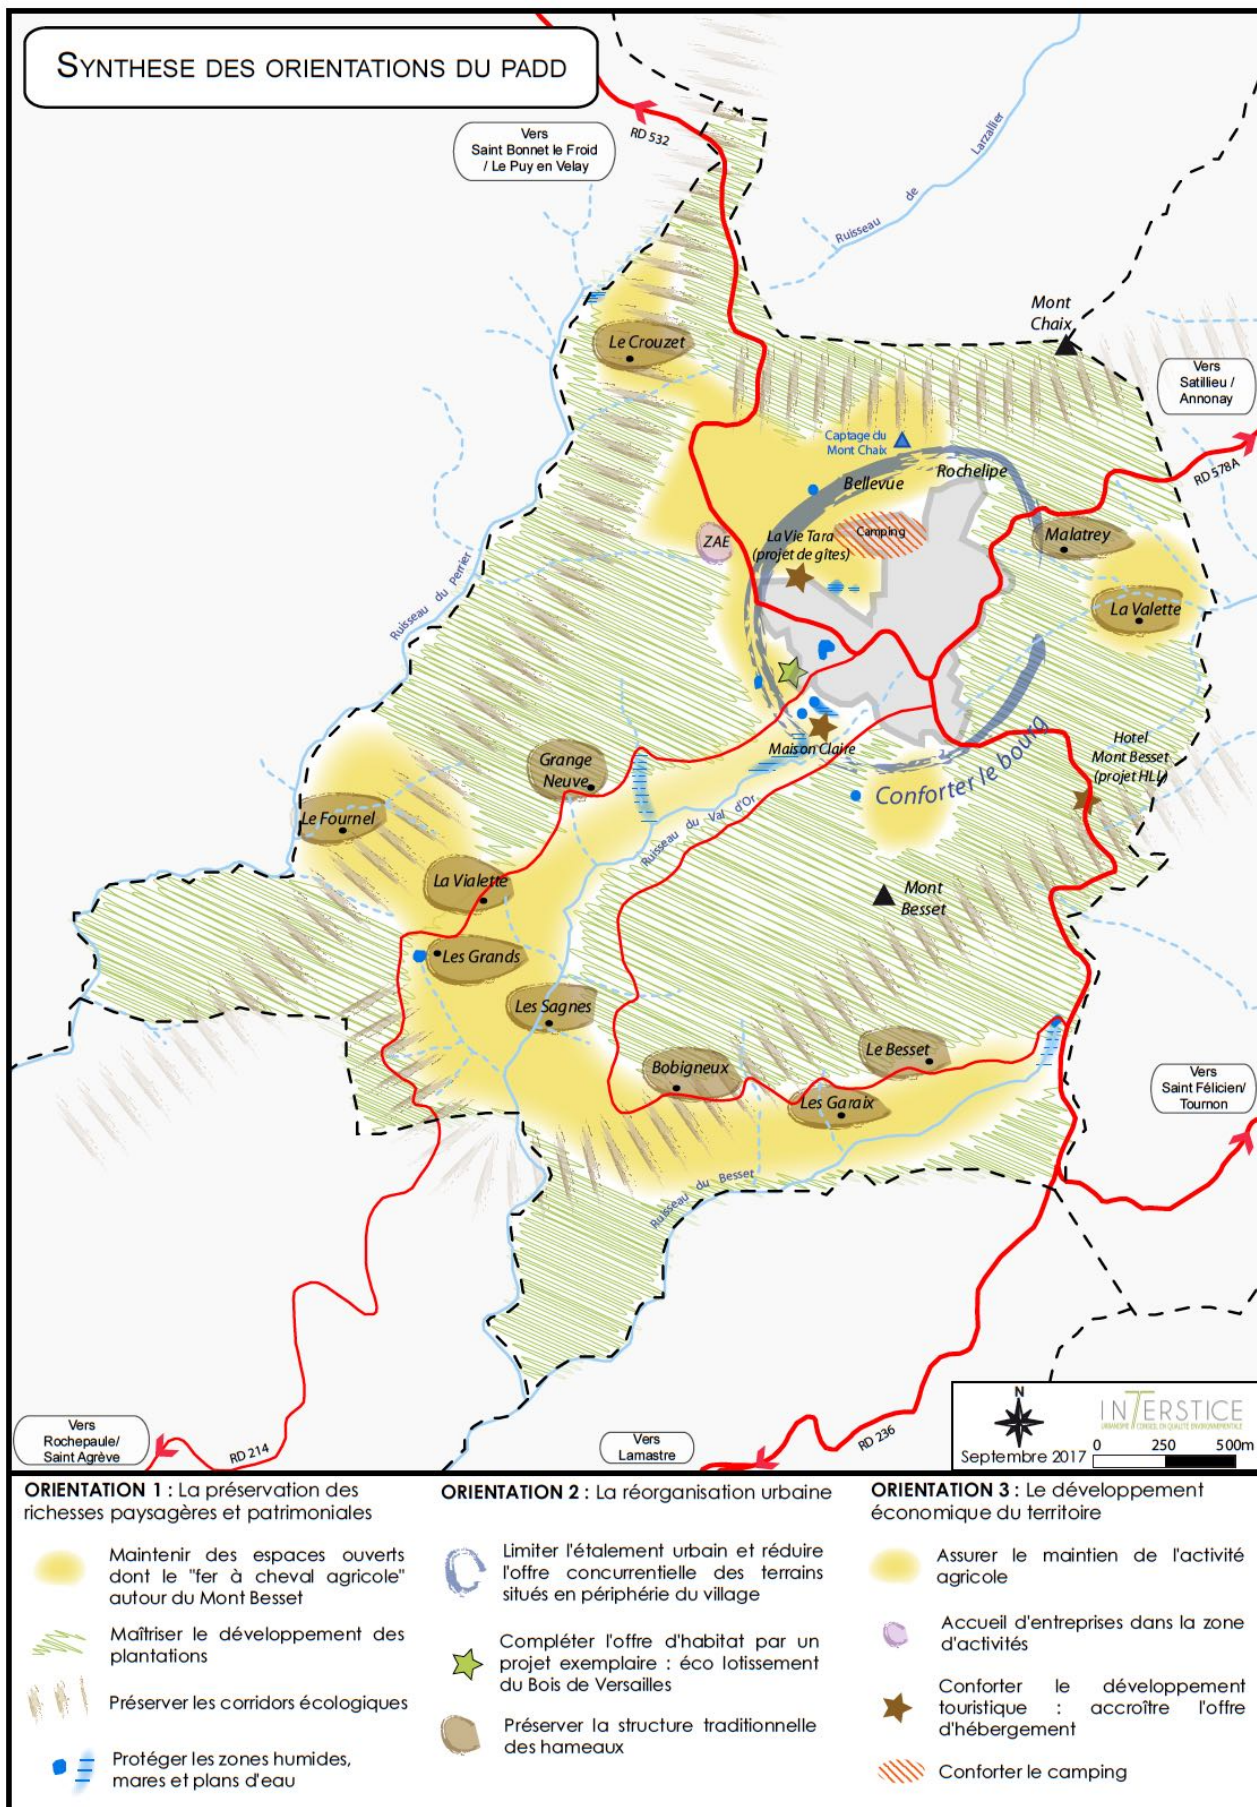 SYNTHESE DES ORIENTATIONS DU PADD
Vers
Saint Bonnet le Froid
/ Le Puy en Velay
RD 532
Ruisseau de Larzallier
Mont
Chaix
Vers
Satillieu /
Annonay
RD 578A
Le Crouzet
Captage du
Mont Chaix
Bellevue
Rochelipe
ZAE
La Vie Tara
(projet de gîtes)
Camping
Malatrey
La Valette
Ruisseau du Perrier
Maison Claire
Conforter le bourg
Hotel
Mont Besset
(projet HLL)
Grange
Neuve
Le Fournel
Ruisseau du Val d'Or
La Vialette
Mont
Besset
Les Grands
Les Sagnes
Le Besset
Bobigneux
Les Garaix
Vers
Saint Félicien/
Tournon
Ruisseau du Besset
Vers
Rochepaule/
Saint Agrève
RD 214
Vers
Lamastre
RD 236
N
Septembre 2017
INTERSTICE
URBANISME CONSEIL EN QUALITE ENVIRONNEMENTALE
0 250 500m
ORIENTATION 1 : La préservation des
richesses paysagères et patrimoniales
Maintenir des espaces ouverts
dont le "fer à cheval agricole"
autour du Mont Besset
Maîtriser le développement des
plantations
Préserver les corridors écologiques
Protéger les zones humides,
mares et plans d'eau
ORIENTATION 2 : La réorganisation urbaine
Limiter l'étalement urbain et réduire
l'offre concurrentielle des terrains
situés en périphérie du village
Compléter l'offre d'habitat par un
projet exemplaire : éco lotissement
du Bois de Versailles
Préserver la structure traditionnelle
des hameaux
ORIENTATION 3 : Le développement
économique du territoire
Assurer le maintien de l'activité
agricole
Accueil d'entreprises dans la zone
d'activités
Conforter le développement
touristique : accroître l'offre
d'hébergement
Conforter le camping